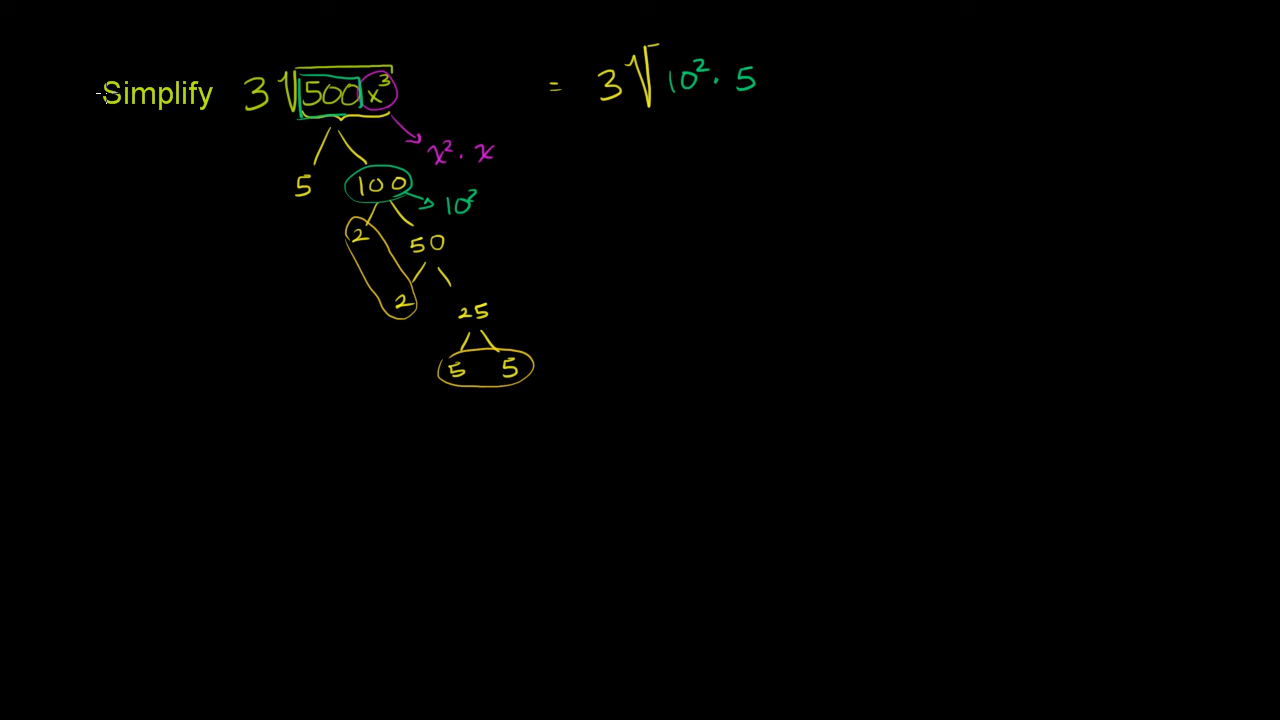 Simplify 3√500x³ = 3√10²·5
x²·x
5 100
10²
2 50
2 25
5 5